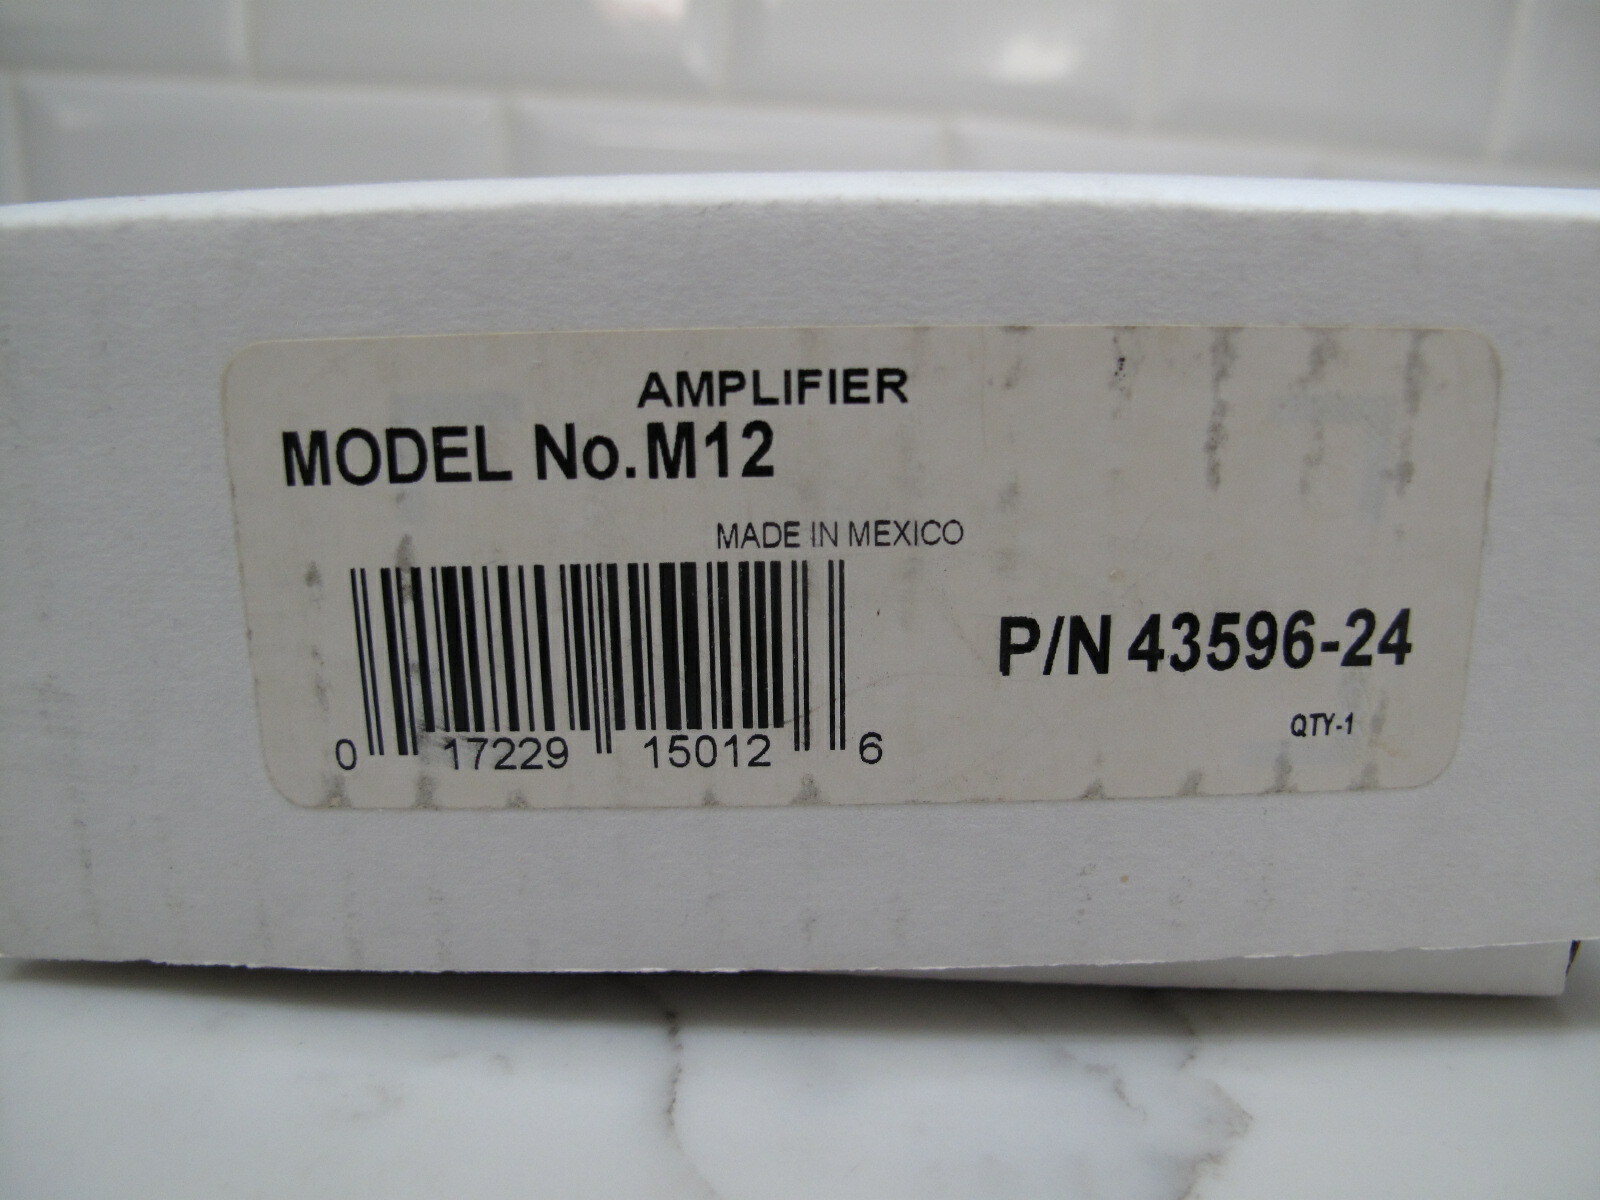 AMPLIFIER
MODEL No.M12
MADE IN MEXICO
P/N 43596-24
0 17229 15012 6
QTY-1